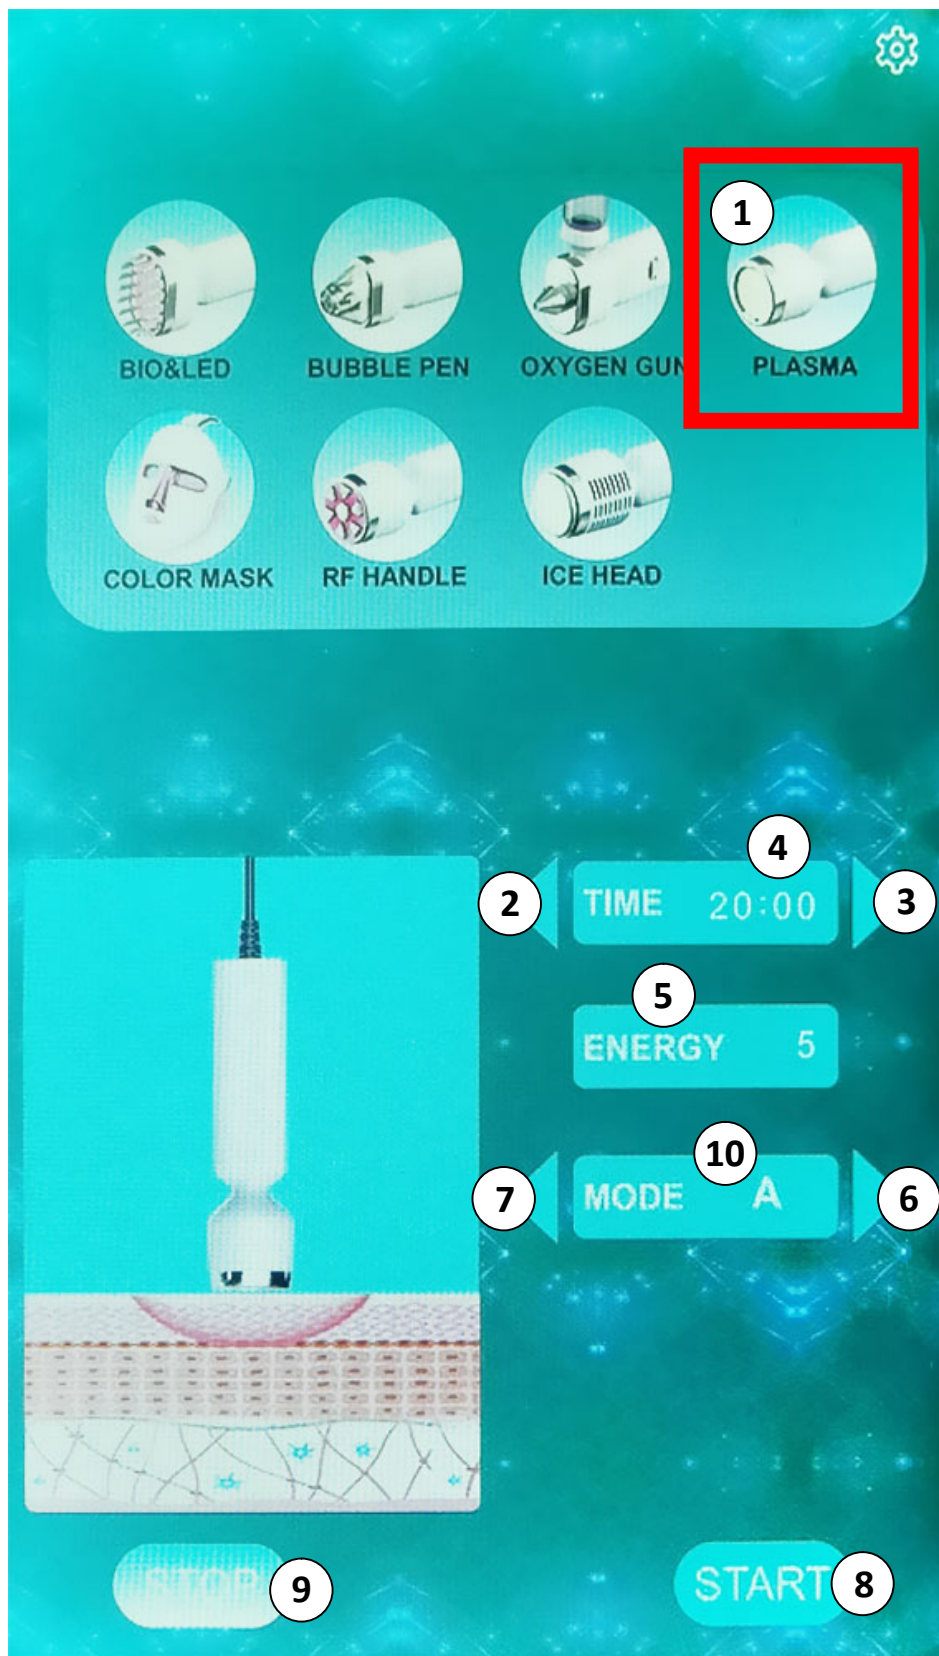 1
BIO&LED
BUBBLE PEN
OXYGEN GUN
PLASMA
COLOR MASK
RF HANDLE
ICE HEAD
4
2
TIME 20:00
3
5
ENERGY 5
10
7
MODE A
6
STOP
9
START
8